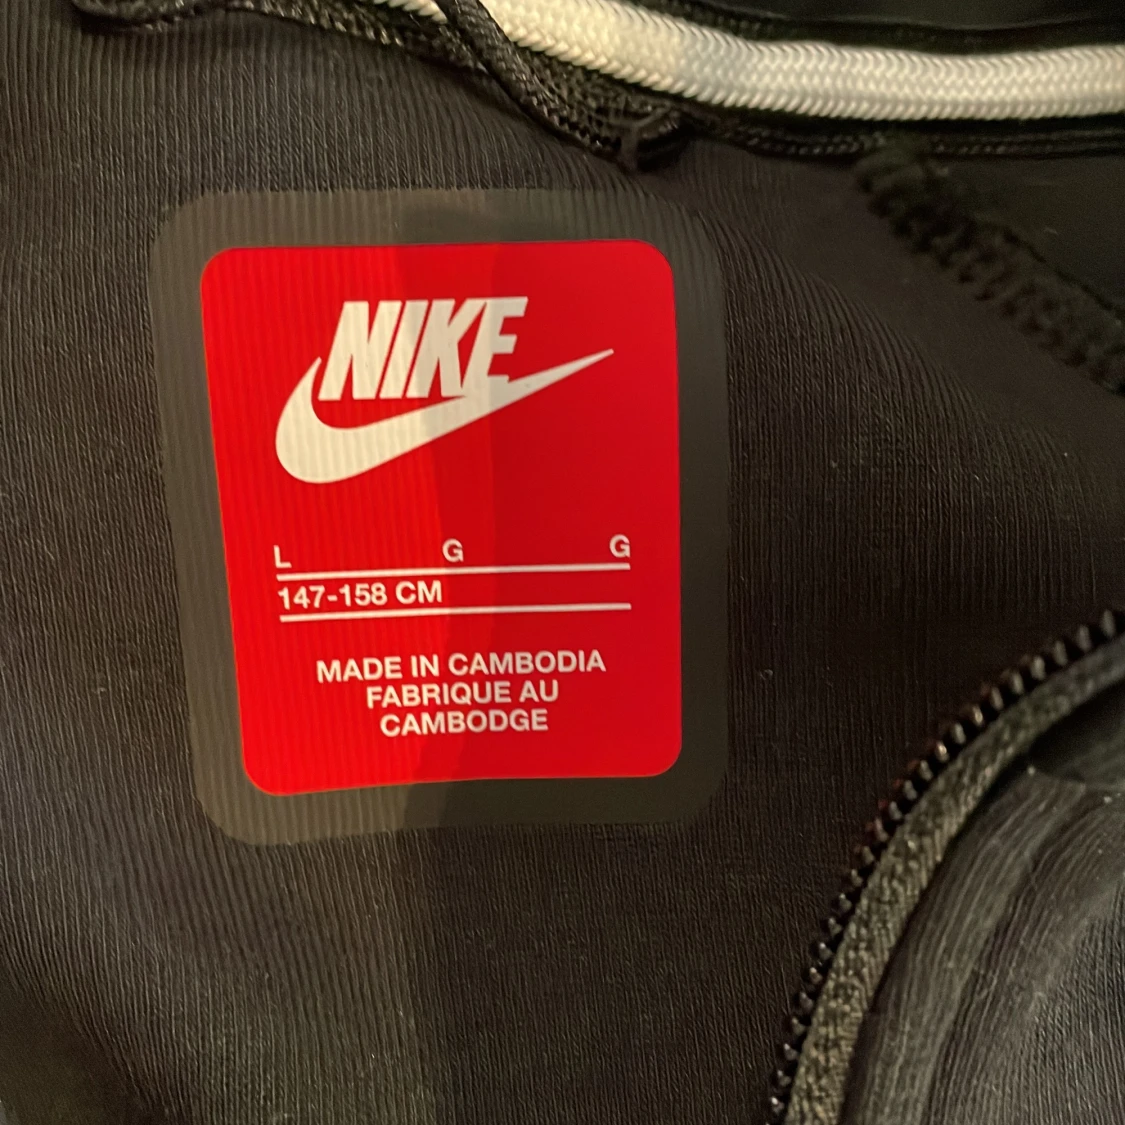 NIKE
L G G
147-158 CM
MADE IN CAMBODIA
FABRIQUE AU
CAMBODGE